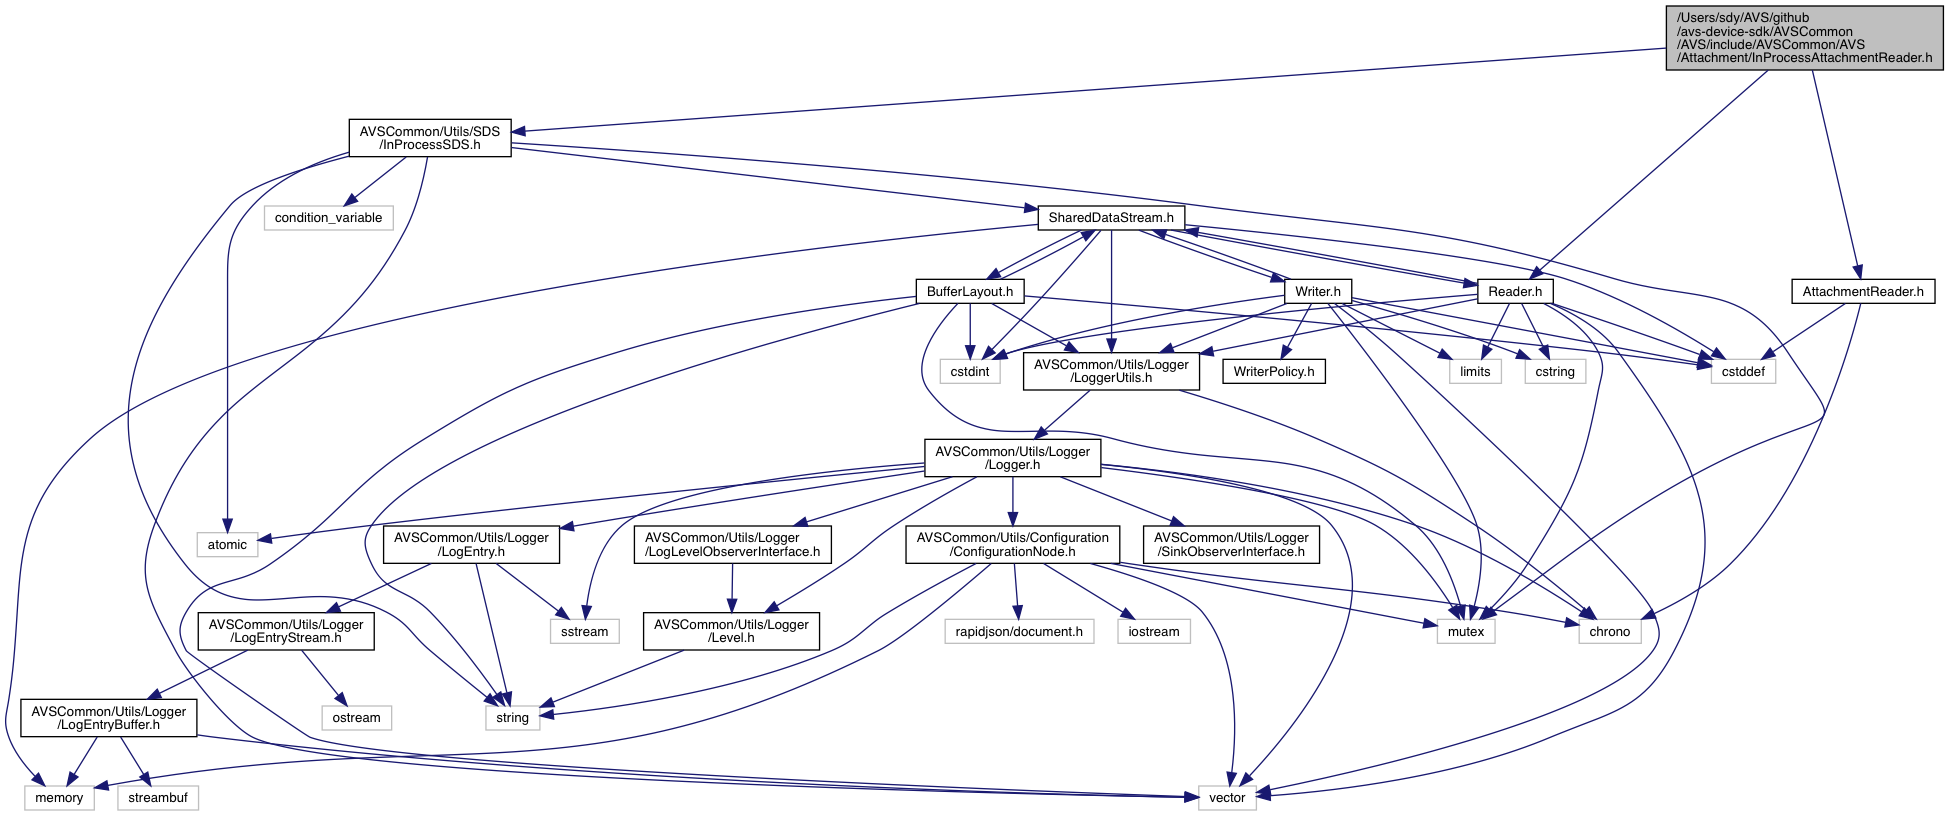 /Users/sdy/AVS/github
/avs-device-sdk/AVSCommon
/AVS/include/AVSCommon/AVS
/Attachment/InProcessAttachmentReader.h
AVSCommon/Utils/SDS
/InProcessSDS.h
condition_variable
SharedDataStream.h
BufferLayout.h
Writer.h
Reader.h
AttachmentReader.h
cstdint
AVSCommon/Utils/Logger
/LoggerUtils.h
WriterPolicy.h
limits
cstring
cstddef
AVSCommon/Utils/Logger
/Logger.h
atomic
AVSCommon/Utils/Logger
/LogEntry.h
AVSCommon/Utils/Logger
/LogLevelObserverInterface.h
AVSCommon/Utils/Configuration
/ConfigurationNode.h
AVSCommon/Utils/Logger
/SinkObserverInterface.h
AVSCommon/Utils/Logger
/LogEntryStream.h
sstream
AVSCommon/Utils/Logger
/Level.h
rapidjson/document.h
iostream
mutex
chrono
AVSCommon/Utils/Logger
/LogEntryBuffer.h
ostream
string
memory
streambuf
vector